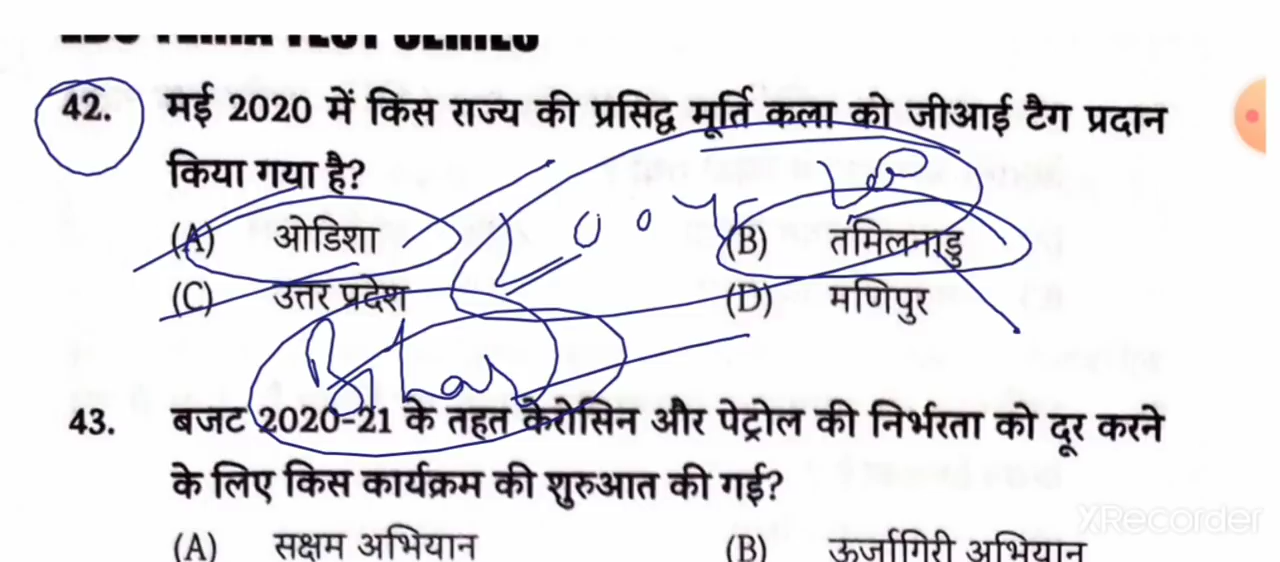 42. मई 2020 में किस राज्य की प्रसिद्ध मूर्ति कला को जीआई टैग प्रदान
किया गया है?
(A) ओडिशा (B) तमिलनाडु
(C) उत्तर प्रदेश (D) मणिपुर
Bihar
43. बजट 2020-21 के तहत केरोसिन और पेट्रोल की निर्भरता को दूर करने
के लिए किस कार्यक्रम की शुरुआत की गई?
XRecorder
(A) सक्षम अभियान (B) ऊर्जागिरी अभियान